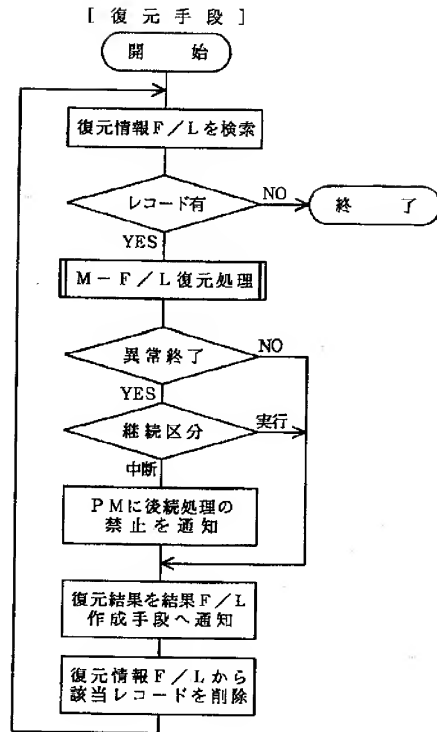 [復元手段]
開始
復元情報F/Lを検索
レコード有
NO
終了
YES
M-F/L復元処理
異常終了
NO
YES
継続区分
実行
中断
PMに後続処理の
禁止を通知
復元結果を結果F/L
作成手段へ通知
復元情報F/Lから
該当レコードを削除